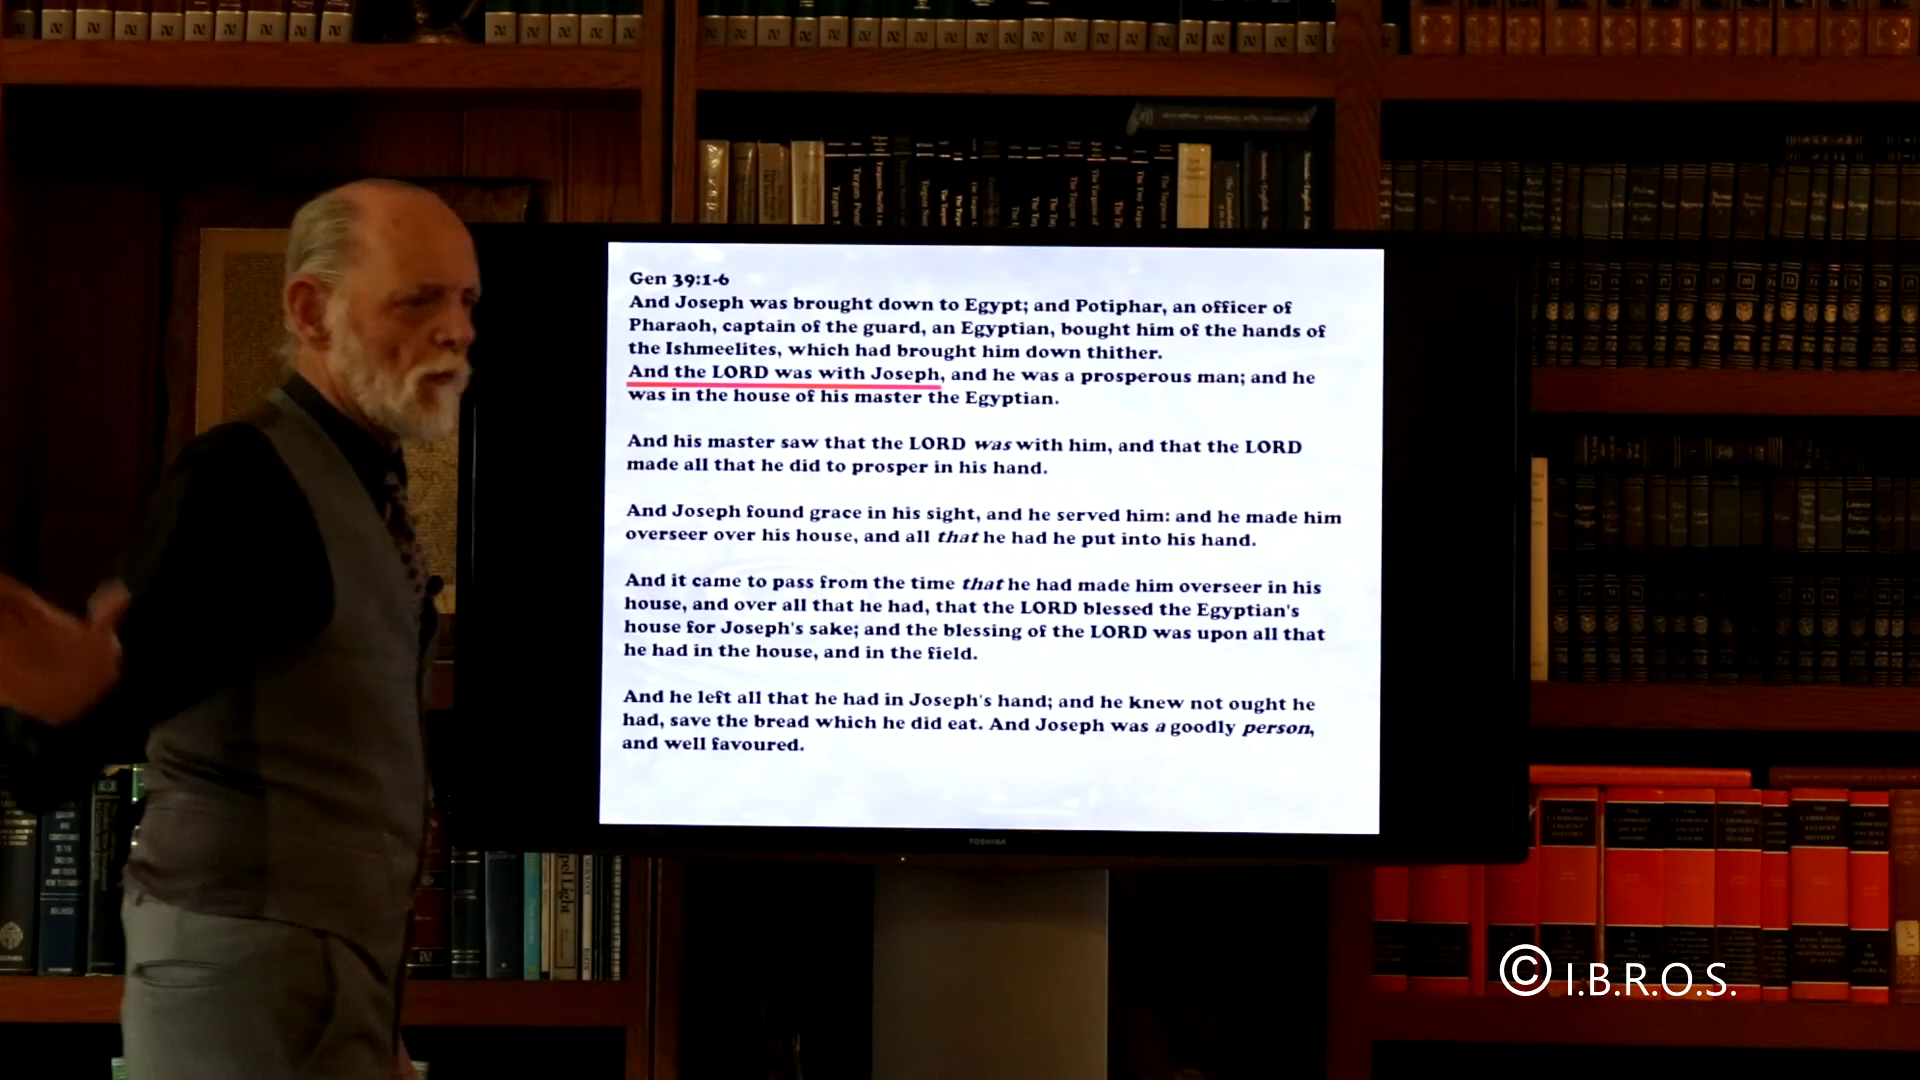 Gen 39:1-6
And Joseph was brought down to Egypt; and Potiphar, an officer of
Pharaoh, captain of the guard, an Egyptian, bought him of the hands of
the Ishmeelites, which had brought him down thither.
And the LORD was with Joseph, and he was a prosperous man; and he
was in the house of his master the Egyptian.
And his master saw that the LORD was with him, and that the LORD
made all that he did to prosper in his hand.
And Joseph found grace in his sight, and he served him: and he made him
overseer over his house, and all that he had he put into his hand.
And it came to pass from the time that he had made him overseer in his
house, and over all that he had, that the LORD blessed the Egyptian's
house for Joseph's sake; and the blessing of the LORD was upon all that
he had in the house, and in the field.
And he left all that he had in Joseph's hand; and he knew not ought he
had, save the bread which he did eat. And Joseph was a goodly person,
and well favoured.
TOSHIBA
© I.B.R.O.S.